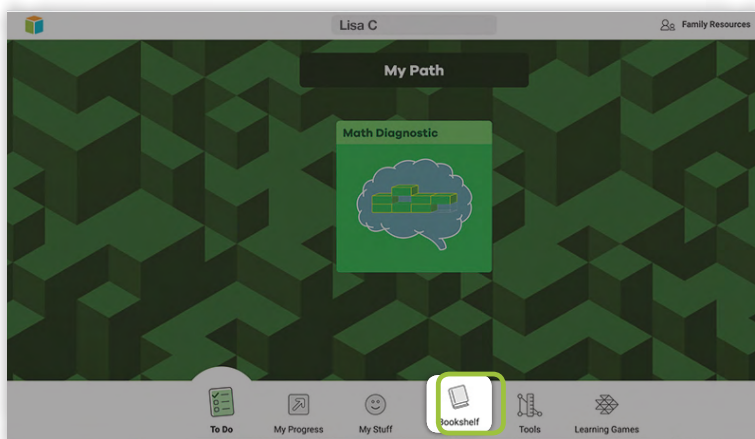 Lisa C
Family Resources
My Path
Math Diagnostic
To Do
My Progress
My Stuff
Bookshelf
Tools
Learning Games